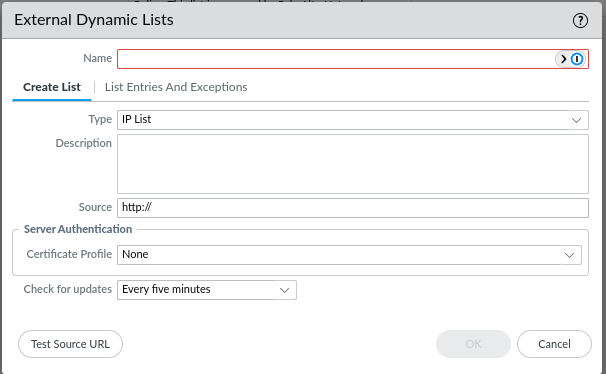 External Dynamic Lists
Name
Create List
List Entries And Exceptions
Type
IP List
Description
Source
http://
Server Authentication
Certificate Profile
None
Check for updates
Every five minutes
Test Source URL
OK
Cancel